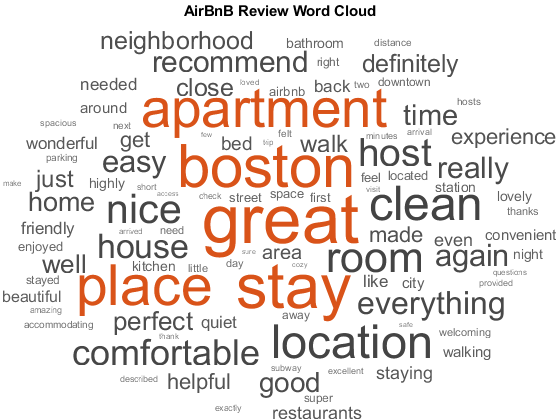 AirBnB Review Word Cloud
neighborhood bathroom distance
recommend right definitely
needed close loved airbnb back two downtown
around apartment time hosts
spacious next few felt minutes arrival
wonderful get bed trip walk host experience
parking easy boston feel located really
make just highly short access check street space first visit station lovely
home nice great clean thanks
friendly arrived need made even convenient
enjoyed house sure area room again night
well kitchen little day cozy like city questions
stayed place stay provided
beautiful everything
amazing
accommodating perfect quiet away safe
thank location welcoming
comfortable subway excellent walking
described helpful good staying
super
exactly restaurants